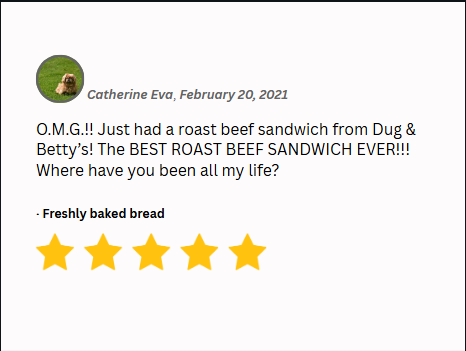 Catherine Eva, February 20, 2021
O.M.G.!! Just had a roast beef sandwich from Dug &
Betty’s! The BEST ROAST BEEF SANDWICH EVER!!!
Where have you been all my life?
· Freshly baked bread